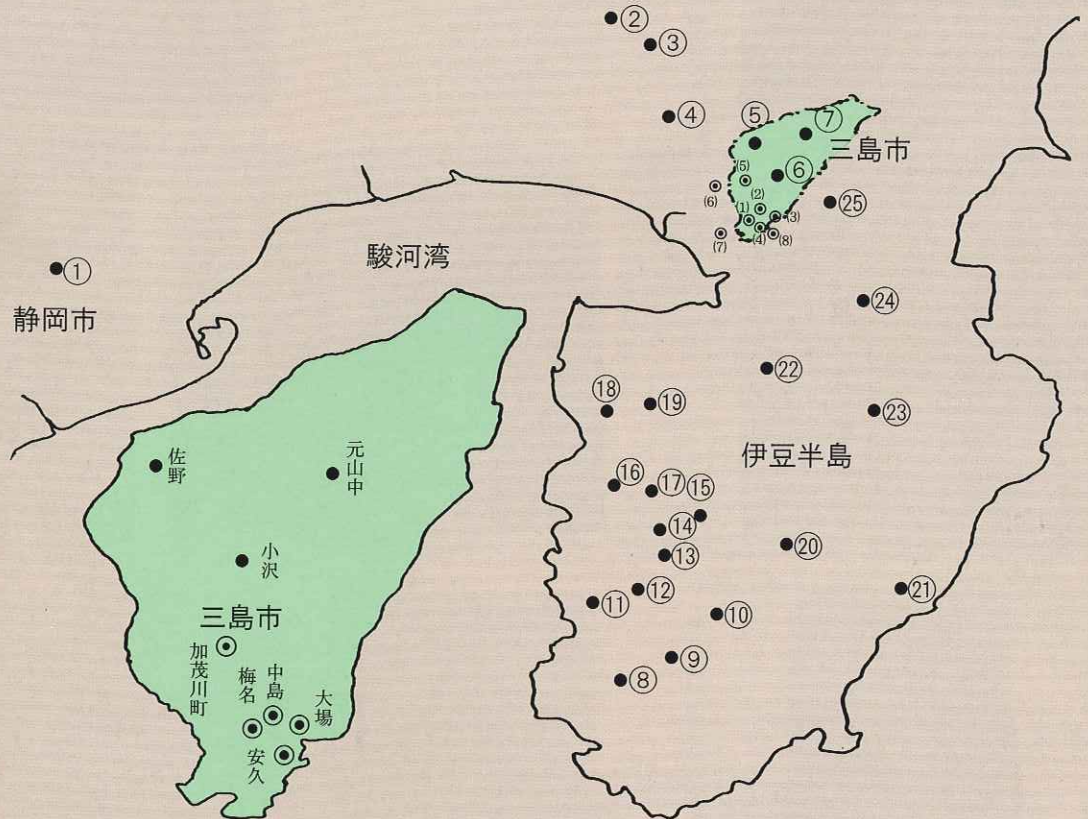 ②
③
④
⑤
⑦
三島市
⑥
(5)
(6)
(2)
(1)
(3)
(4)
(8)
(7)
㉕
駿河湾
①
静岡市
㉔
㉒
⑱
⑲
㉓
伊豆半島
⑯
⑰
⑮
⑭
⑬
⑳
⑫
⑪
⑩
㉑
⑨
⑧
佐野
元山中
小沢
三島市
加茂川町
梅名
中島
大場
安久